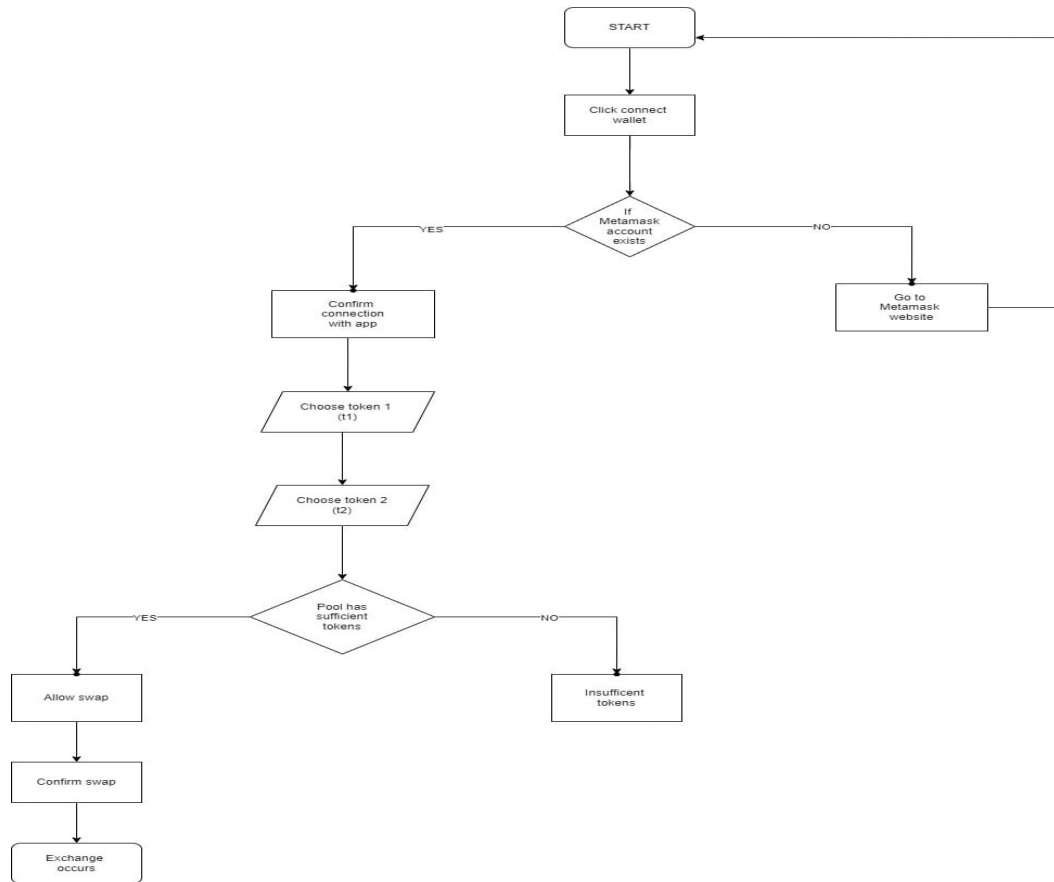 START
Click connect
wallet
If
Metamask
account
exists
YES
NO
Confirm
connection
with app
Go to
Metamask
website
Choose token 1
(t1)
Choose token 2
(t2)
Pool has
sufficient
tokens
YES
NO
Allow swap
Insufficent
tokens
Confirm swap
Exchange
occurs